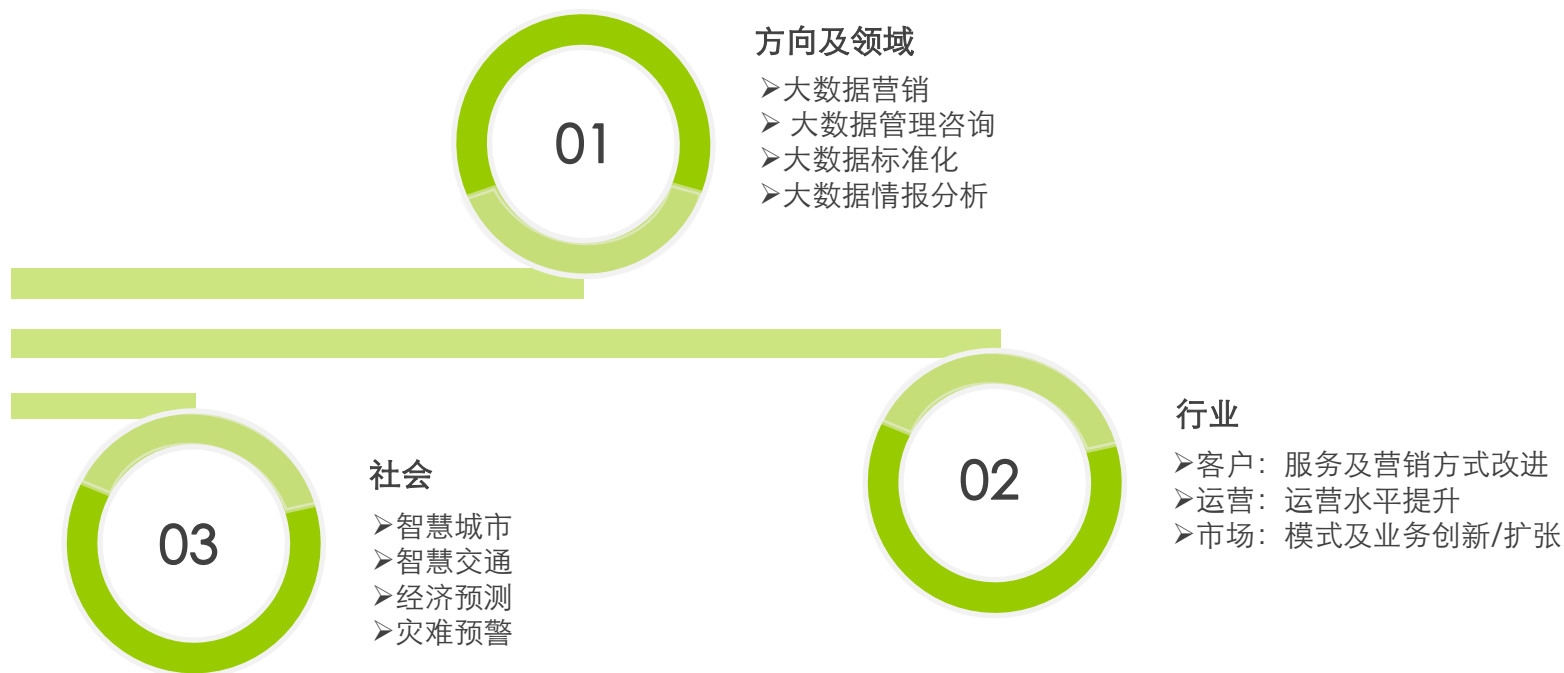 01
方向及领域
➢大数据营销
➢ 大数据管理咨询
➢大数据标准化
➢大数据情报分析
02
行业
➢客户：服务及营销方式改进
➢运营：运营水平提升
➢市场：模式及业务创新/扩张
03
社会
➢智慧城市
➢智慧交通
➢经济预测
➢灾难预警